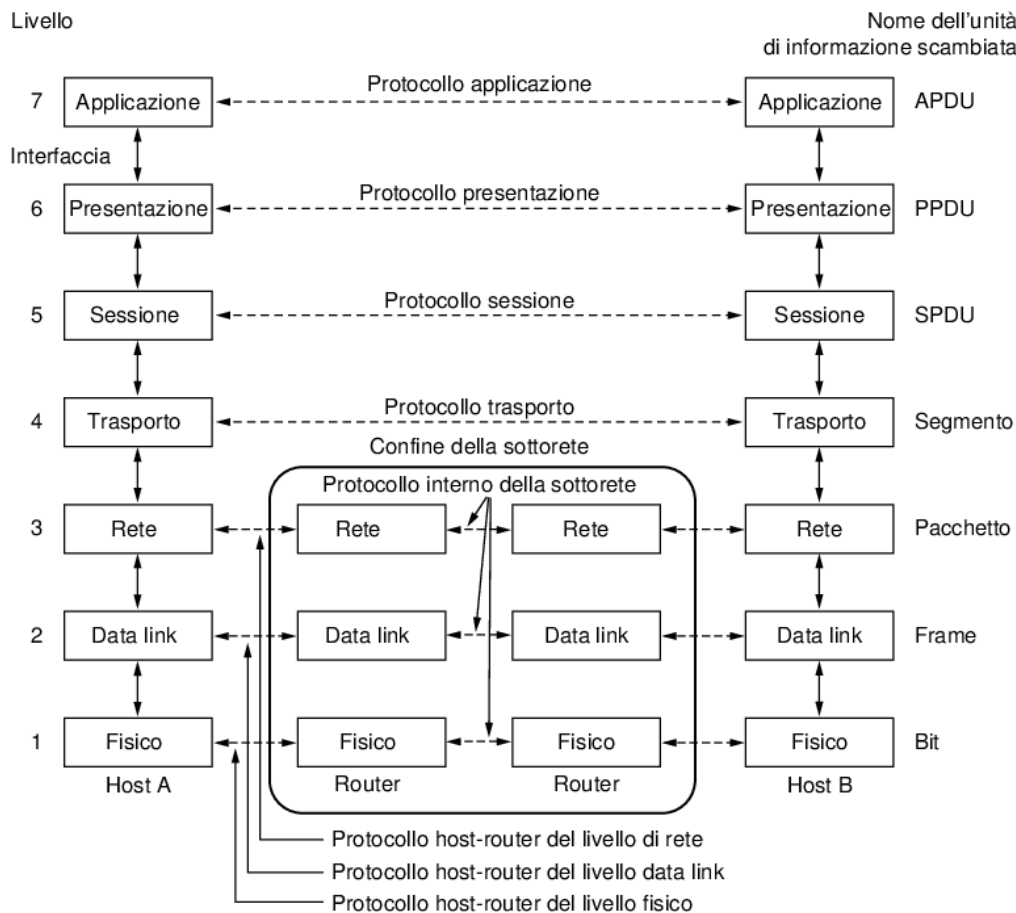 Livello
Nome dell'unità
di informazione scambiata
7 Applicazione Protocollo applicazione Applicazione APDU
Interfaccia
6 Presentazione Protocollo presentazione Presentazione PPDU
5 Sessione Protocollo sessione Sessione SPDU
4 Trasporto Protocollo trasporto Trasporto Segmento
Confine della sottorete
Protocollo interno della sottorete
3 Rete Rete Rete Rete Pacchetto
2 Data link Data link Data link Data link Frame
1 Fisico Fisico Fisico Fisico Bit
Host A Router Router Host B
Protocollo host-router del livello di rete
Protocollo host-router del livello data link
Protocollo host-router del livello fisico